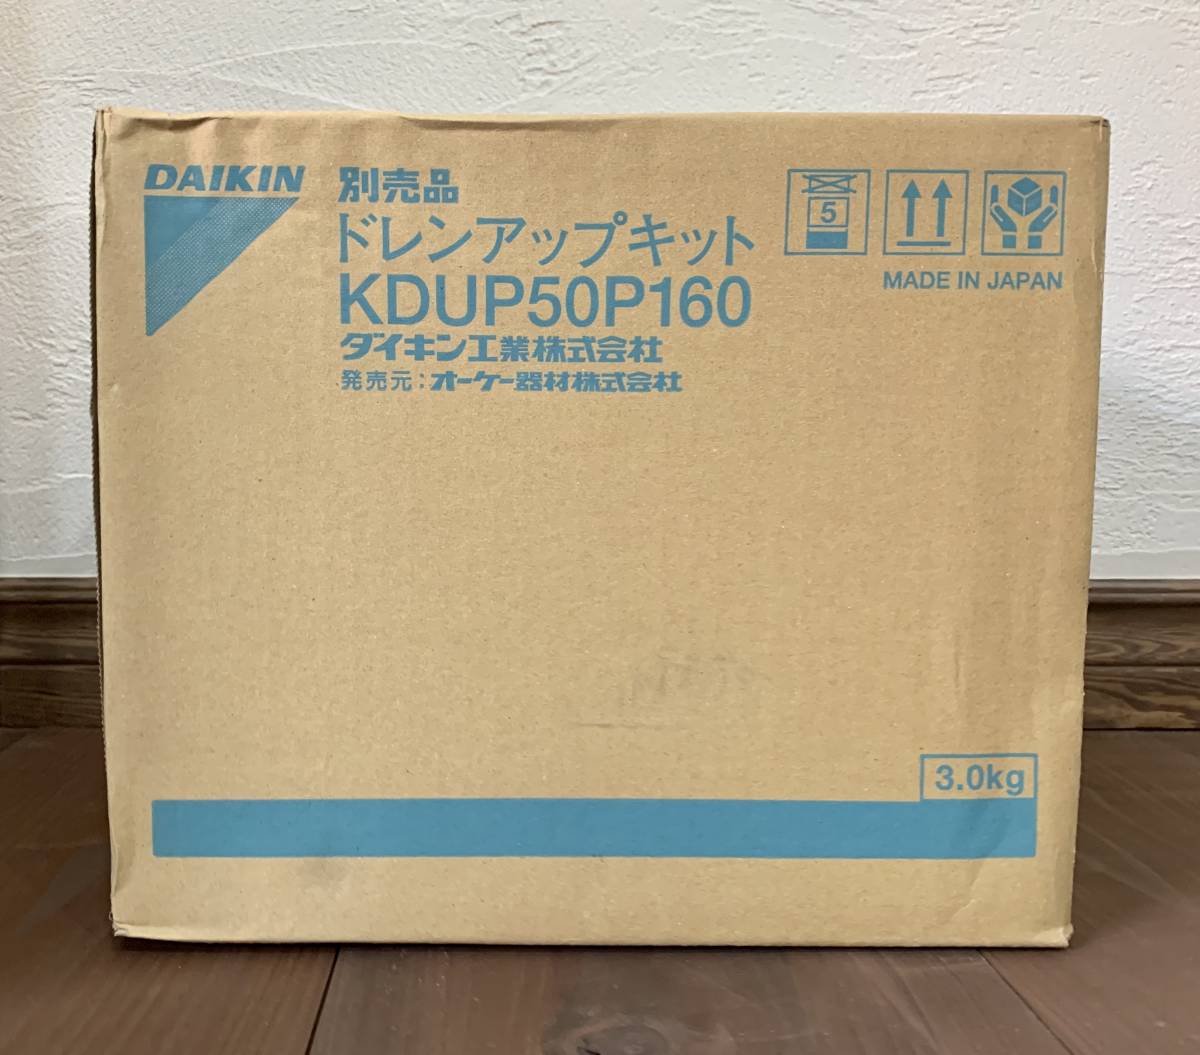 DAIKIN
別売品
ドレンアップキット
KDUP50P160
ダイキン工業株式会社
発売元：オーケー器材株式会社
5
MADE IN JAPAN
3.0kg